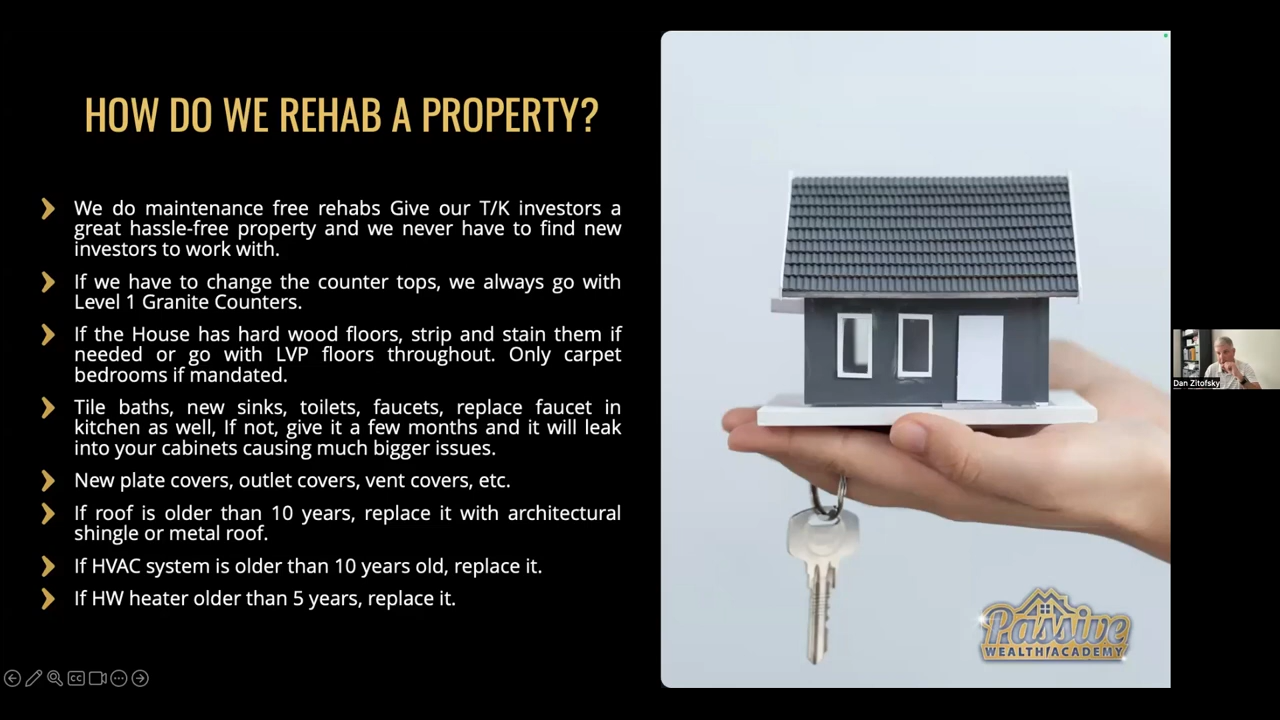 HOW DO WE REHAB A PROPERTY?
We do maintenance free rehabs Give our T/K investors a
great hassle-free property and we never have to find new
investors to work with.
If we have to change the counter tops, we always go with
Level 1 Granite Counters.
If the House has hard wood floors, strip and stain them if
needed or go with LVP floors throughout. Only carpet
bedrooms if mandated.
Tile baths, new sinks, toilets, faucets, replace faucet in
kitchen as well, If not, give it a few months and it will leak
into your cabinets causing much bigger issues.
New plate covers, outlet covers, vent covers, etc.
If roof is older than 10 years, replace it with architectural
shingle or metal roof.
If HVAC system is older than 10 years old, replace it.
If HW heater older than 5 years, replace it.
CC
Passive
WEALTH ACADEMY
Dan Zitofsky